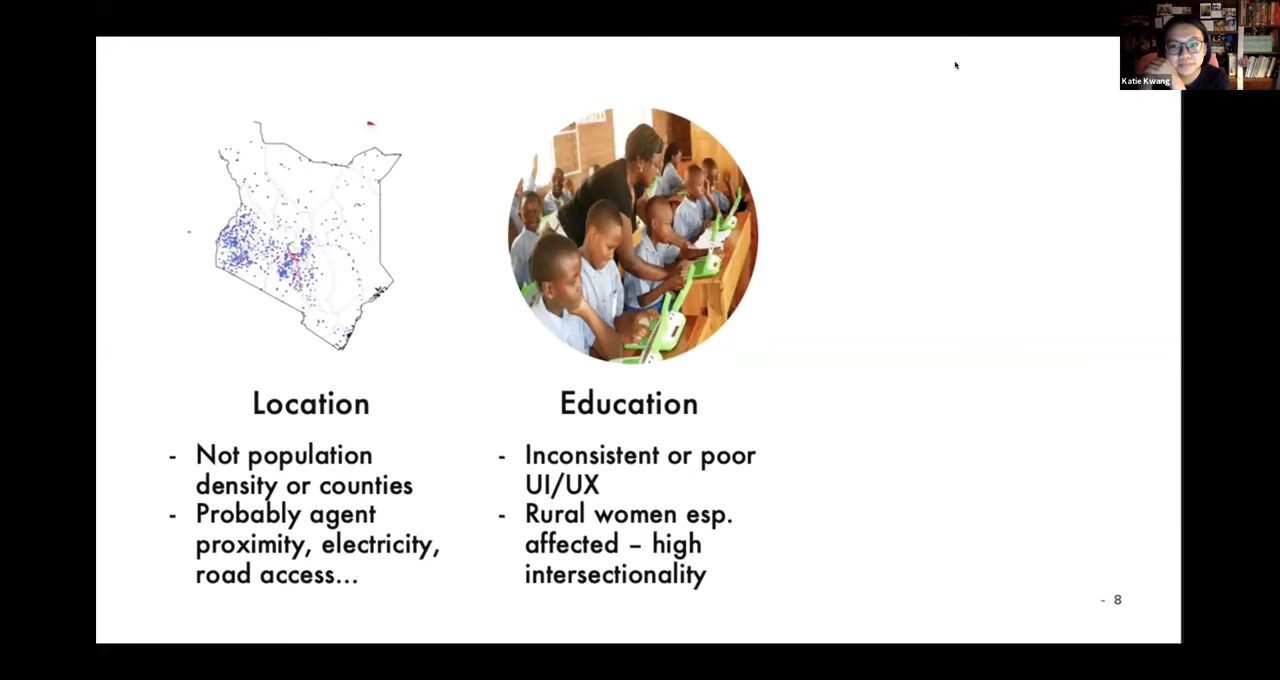 Katie Kwang
Location
- Not population
density or counties
- Probably agent
proximity, electricity,
road access...
Education
- Inconsistent or poor
UI/UX
- Rural women esp.
affected – high
intersectionality
- 8